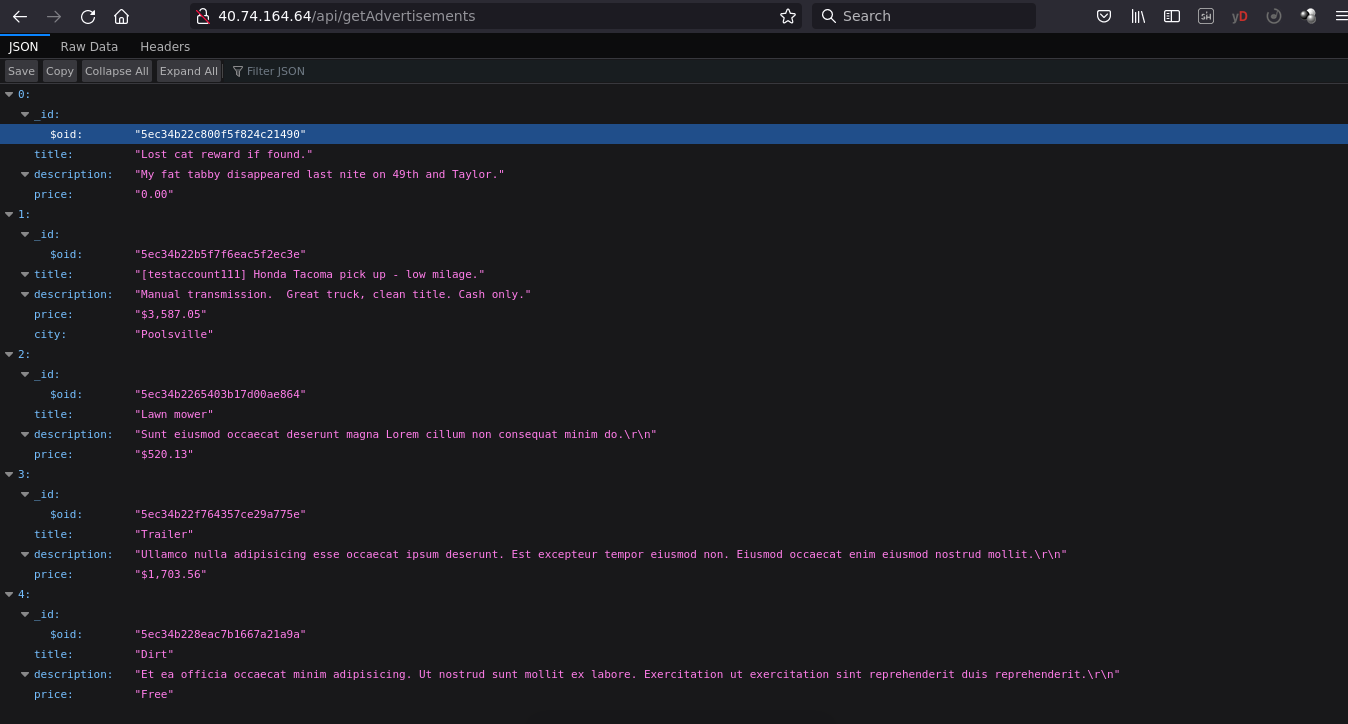 40.74.164.64/api/getAdvertisements Search
JSON Raw Data Headers
Save Copy Collapse All Expand All Filter JSON
0:
_id:
$oid: "5ec34b22c800f5f824c21490"
title: "Lost cat reward if found."
description: "My fat tabby disappeared last nite on 49th and Taylor."
price: "0.00"
1:
_id:
$oid: "5ec34b22b5f7f6eac5f2ec3e"
title: "[testaccount111] Honda Tacoma pick up - low milage."
description: "Manual transmission.  Great truck, clean title. Cash only."
price: "$3,587.05"
city: "Poolsville"
2:
_id:
$oid: "5ec34b2265403b17d00ae864"
title: "Lawn mower"
description: "Sunt eiusmod occaecat deserunt magna Lorem cillum non consequat minim do.\r\n"
price: "$520.13"
3:
_id:
$oid: "5ec34b22f764357ce29a775e"
title: "Trailer"
description: "Ullamco nulla adipisicing esse occaecat ipsum deserunt. Est excepteur tempor eiusmod non. Eiusmod occaecat enim eiusmod nostrud mollit.\r\n"
price: "$1,703.56"
4:
_id:
$oid: "5ec34b228eac7b1667a21a9a"
title: "Dirt"
description: "Et ea officia occaecat minim adipisicing. Ut nostrud sunt mollit ex labore. Exercitation ut exercitation sint reprehenderit duis reprehenderit.\r\n"
price: "Free"